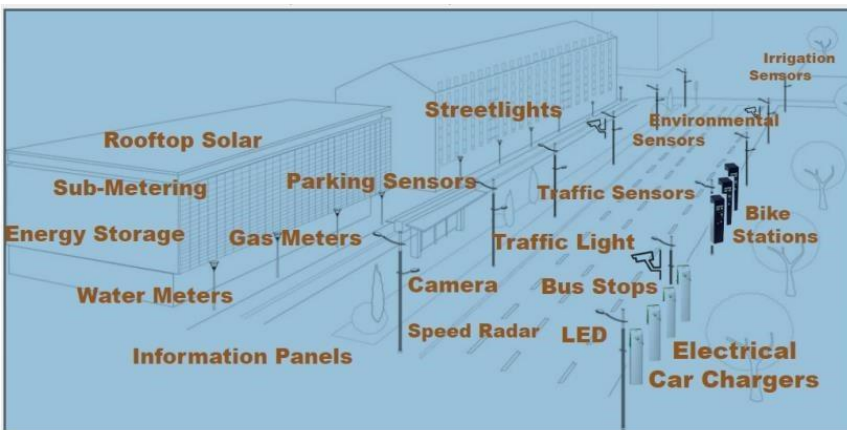 Irrigation
Sensors
Streetlights
Environmental
Sensors
Rooftop Solar
Sub-Metering
Parking Sensors
Traffic Sensors
Energy Storage
Gas Meters
Traffic Light
Bike
Stations
Water Meters
Camera
Bus Stops
Information Panels
Speed Radar
LED
Electrical
Car Chargers